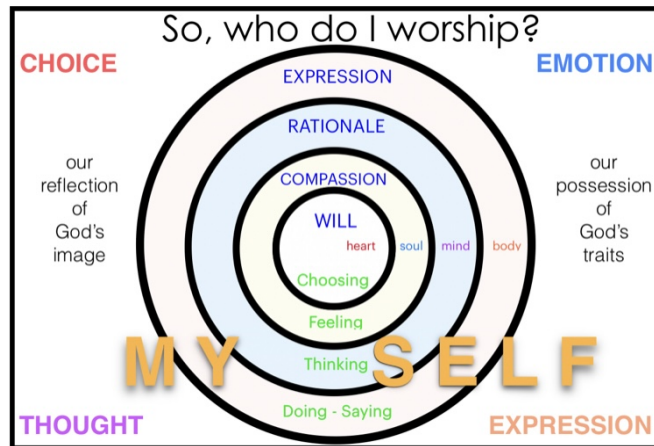 So, who do I worship?
CHOICE
EMOTION
EXPRESSION
RATIONALE
COMPASSION
WILL
our
reflection
of
God's
image
our
possession
of
God's
traits
heart soul mind body
Choosing
Feeling
Thinking
MY SELF
Doing - Saying
THOUGHT
EXPRESSION